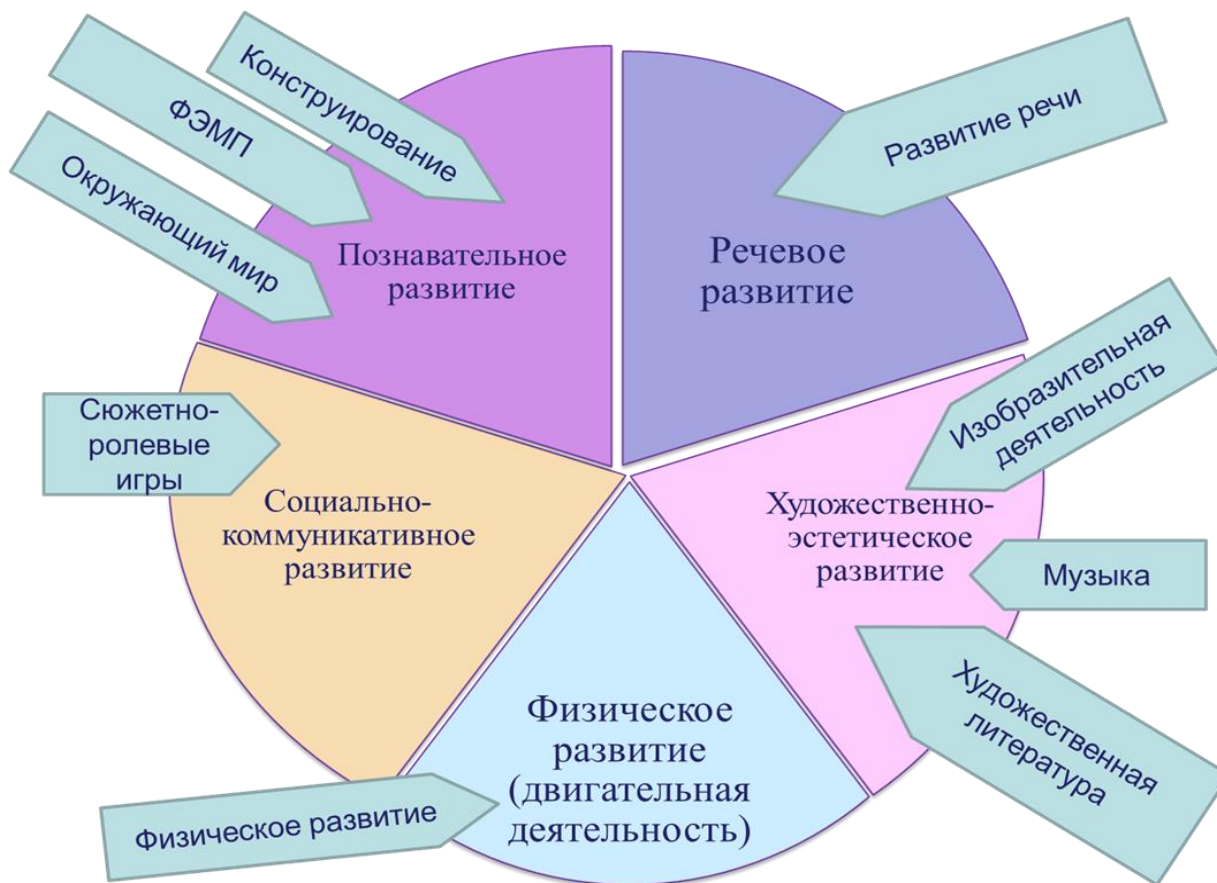 Конструирование
ФЭМП
Окружающий мир
Познавательное
развитие
Развитие речи
Речевое
развитие
Изобразительная
деятельность
Сюжетно-
ролевые
игры
Социально-
коммуникативное
развитие
Художественно-
эстетическое
развитие
Музыка
Художественная
литература
Физическое
развитие
(двигательная
деятельность)
Физическое развитие